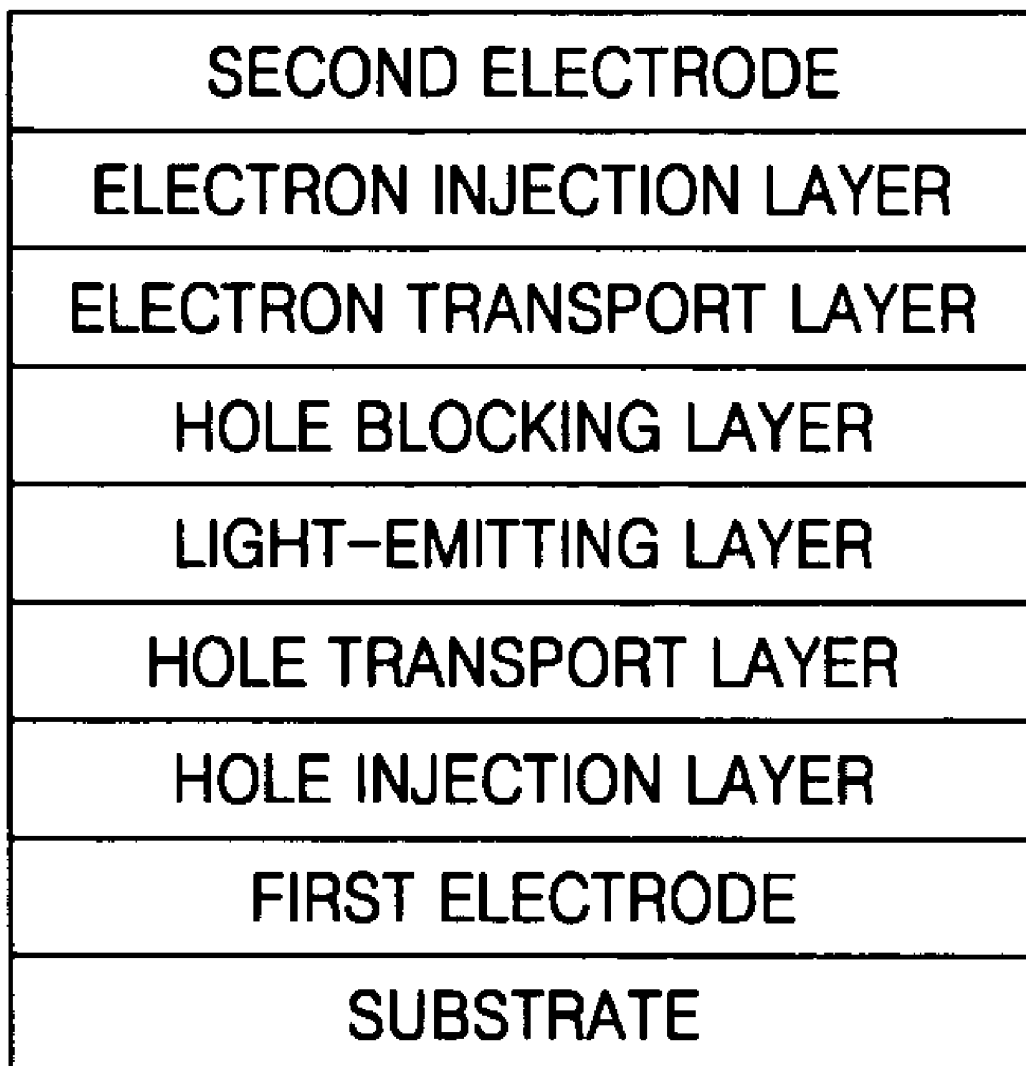 SECOND ELECTRODE
ELECTRON INJECTION LAYER
ELECTRON TRANSPORT LAYER
HOLE BLOCKING LAYER
LIGHT-EMITTING LAYER
HOLE TRANSPORT LAYER
HOLE INJECTION LAYER
FIRST ELECTRODE
SUBSTRATE